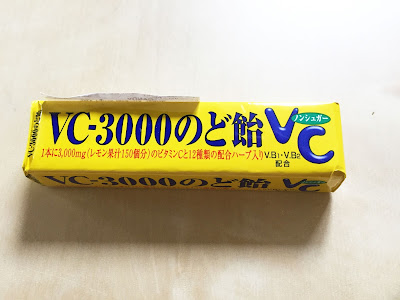 VC-3000のど飴
ノンシュガー
VC
1本に3,000mg(レモン果汁150個分)のビタミンCと12種類の配合ハーブ入り
V.B1・V.B2
配合
VC-3000のど飴
VC